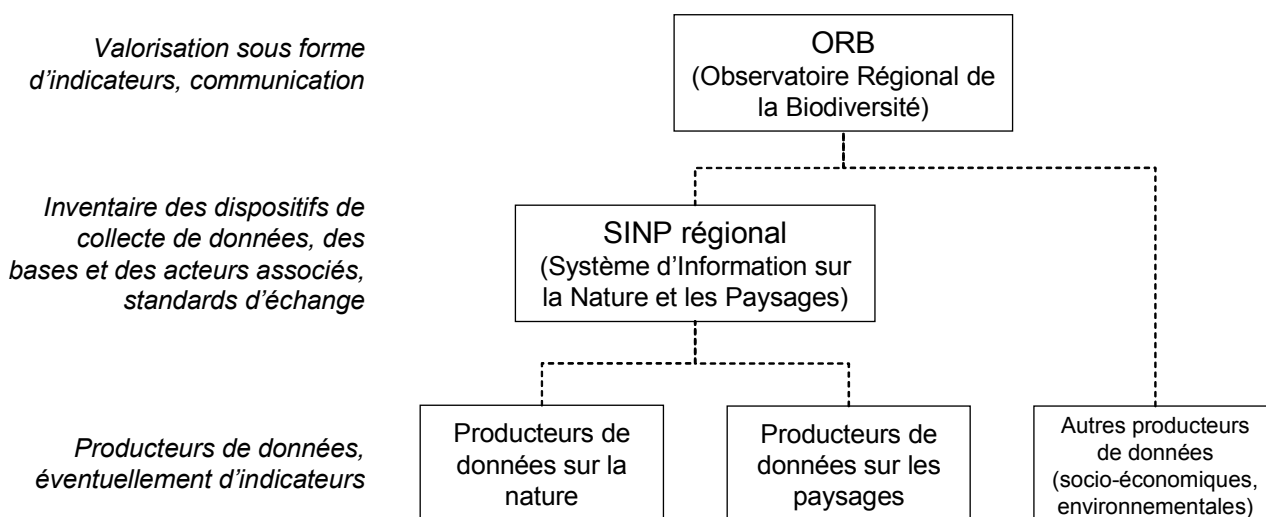 Valorisation sous forme
d’indicateurs, communication
ORB
(Observatoire Régional de
la Biodiversité)
Inventaire des dispositifs de
collecte de données, des
bases et des acteurs associés,
standards d’échange
SINP régional
(Système d’Information sur
la Nature et les Paysages)
Producteurs de données,
éventuellement d’indicateurs
Producteurs de
données sur la
nature
Producteurs de
données sur les
paysages
Autres producteurs
de données
(socio-économiques,
environnementales)